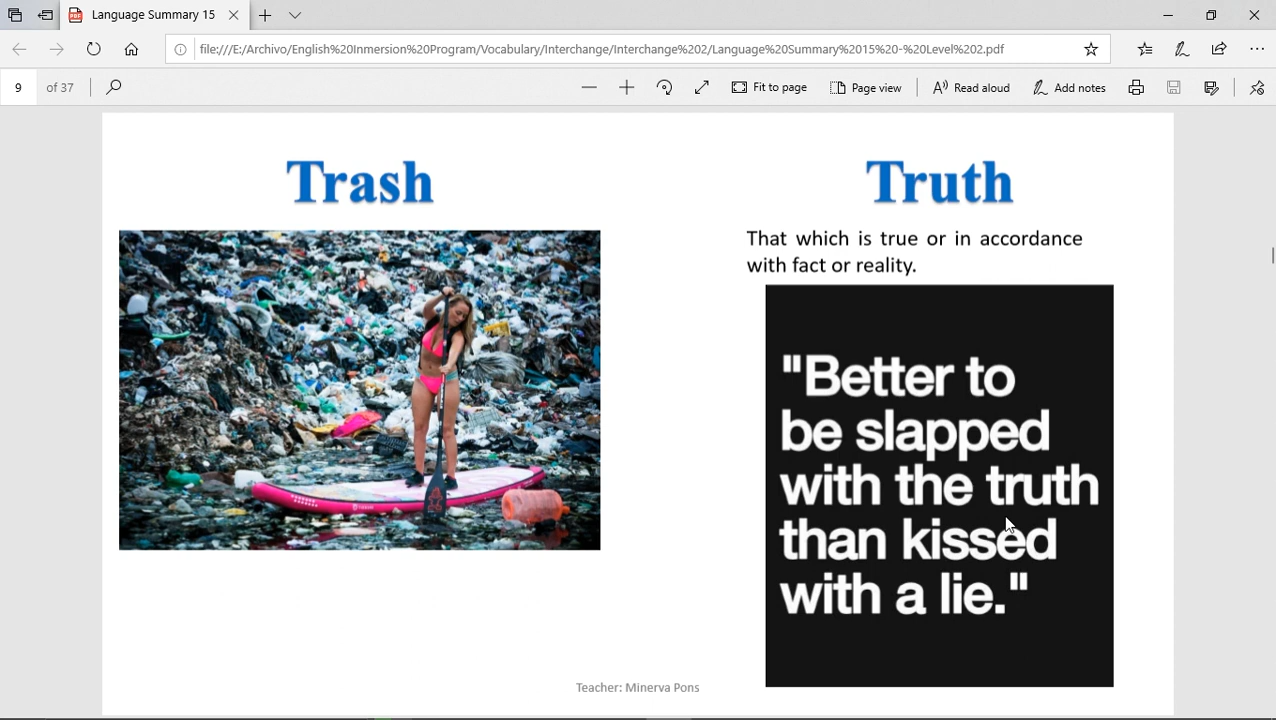 Language Summary 15
file:///E:/Archivo/English%20Inmersion%20Program/Vocabulary/Interchange/Interchange%202/Language%20Summary%2015%20-%20Level%202.pdf
9 of 37
Fit to page
Page view
Read aloud
Add notes
Trash
Truth
That which is true or in accordance
with fact or reality.
"Better to
be slapped
with the truth
than kissed
with a lie."
Teacher: Minerva Pons